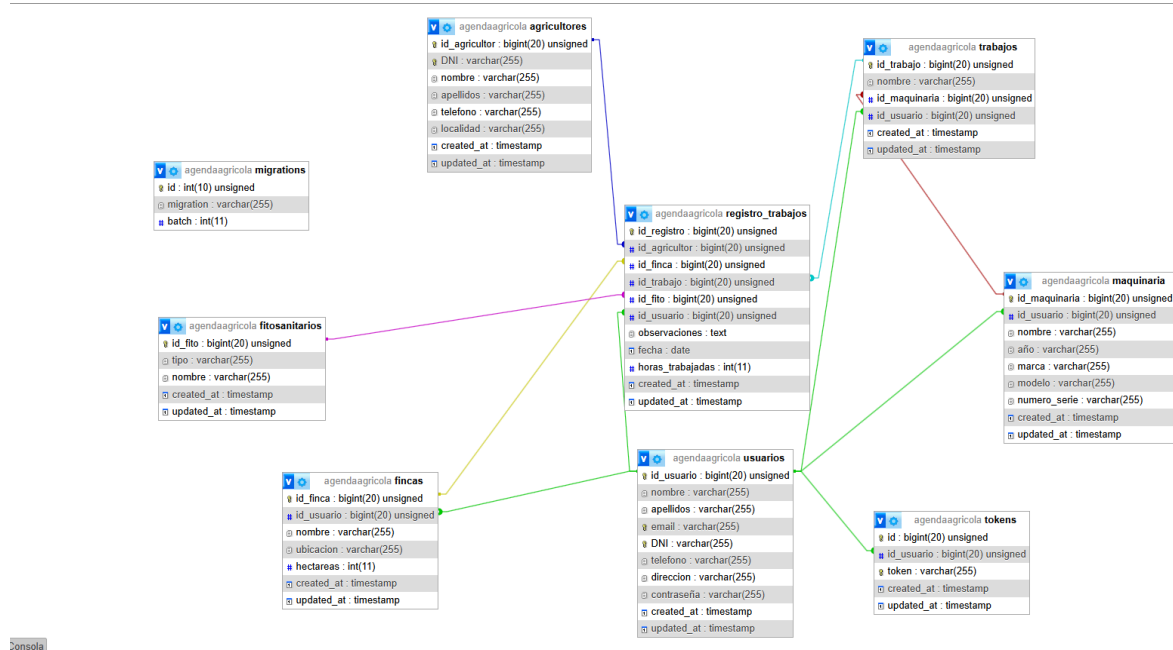 agendaagricola agricultores
id_agricultor : bigint(20) unsigned
DNI : varchar(255)
nombre : varchar(255)
apellidos : varchar(255)
telefono : varchar(255)
localidad : varchar(255)
created_at : timestamp
updated_at : timestamp
agendaagricola trabajos
id_trabajo : bigint(20) unsigned
nombre : varchar(255)
id_maquinaria : bigint(20) unsigned
id_usuario : bigint(20) unsigned
created_at : timestamp
updated_at : timestamp
agendaagricola migrations
id : int(10) unsigned
migration : varchar(255)
batch : int(11)
agendaagricola registro_trabajos
id_registro : bigint(20) unsigned
id_agricultor : bigint(20) unsigned
id_finca : bigint(20) unsigned
id_trabajo : bigint(20) unsigned
id_fito : bigint(20) unsigned
id_usuario : bigint(20) unsigned
observaciones : text
fecha : date
horas_trabajadas : int(11)
created_at : timestamp
updated_at : timestamp
agendaagricola maquinaria
id_maquinaria : bigint(20) unsigned
id_usuario : bigint(20) unsigned
nombre : varchar(255)
año : varchar(255)
marca : varchar(255)
modelo : varchar(255)
numero_serie : varchar(255)
created_at : timestamp
updated_at : timestamp
agendaagricola fitosanitarios
id_fito : bigint(20) unsigned
tipo : varchar(255)
nombre : varchar(255)
created_at : timestamp
updated_at : timestamp
agendaagricola usuarios
id_usuario : bigint(20) unsigned
nombre : varchar(255)
apellidos : varchar(255)
email : varchar(255)
DNI : varchar(255)
telefono : varchar(255)
direccion : varchar(255)
contraseña : varchar(255)
created_at : timestamp
updated_at : timestamp
agendaagricola fincas
id_finca : bigint(20) unsigned
id_usuario : bigint(20) unsigned
nombre : varchar(255)
ubicacion : varchar(255)
hectareas : int(11)
created_at : timestamp
updated_at : timestamp
agendaagricola tokens
id : bigint(20) unsigned
id_usuario : bigint(20) unsigned
token : varchar(255)
created_at : timestamp
updated_at : timestamp
Consola